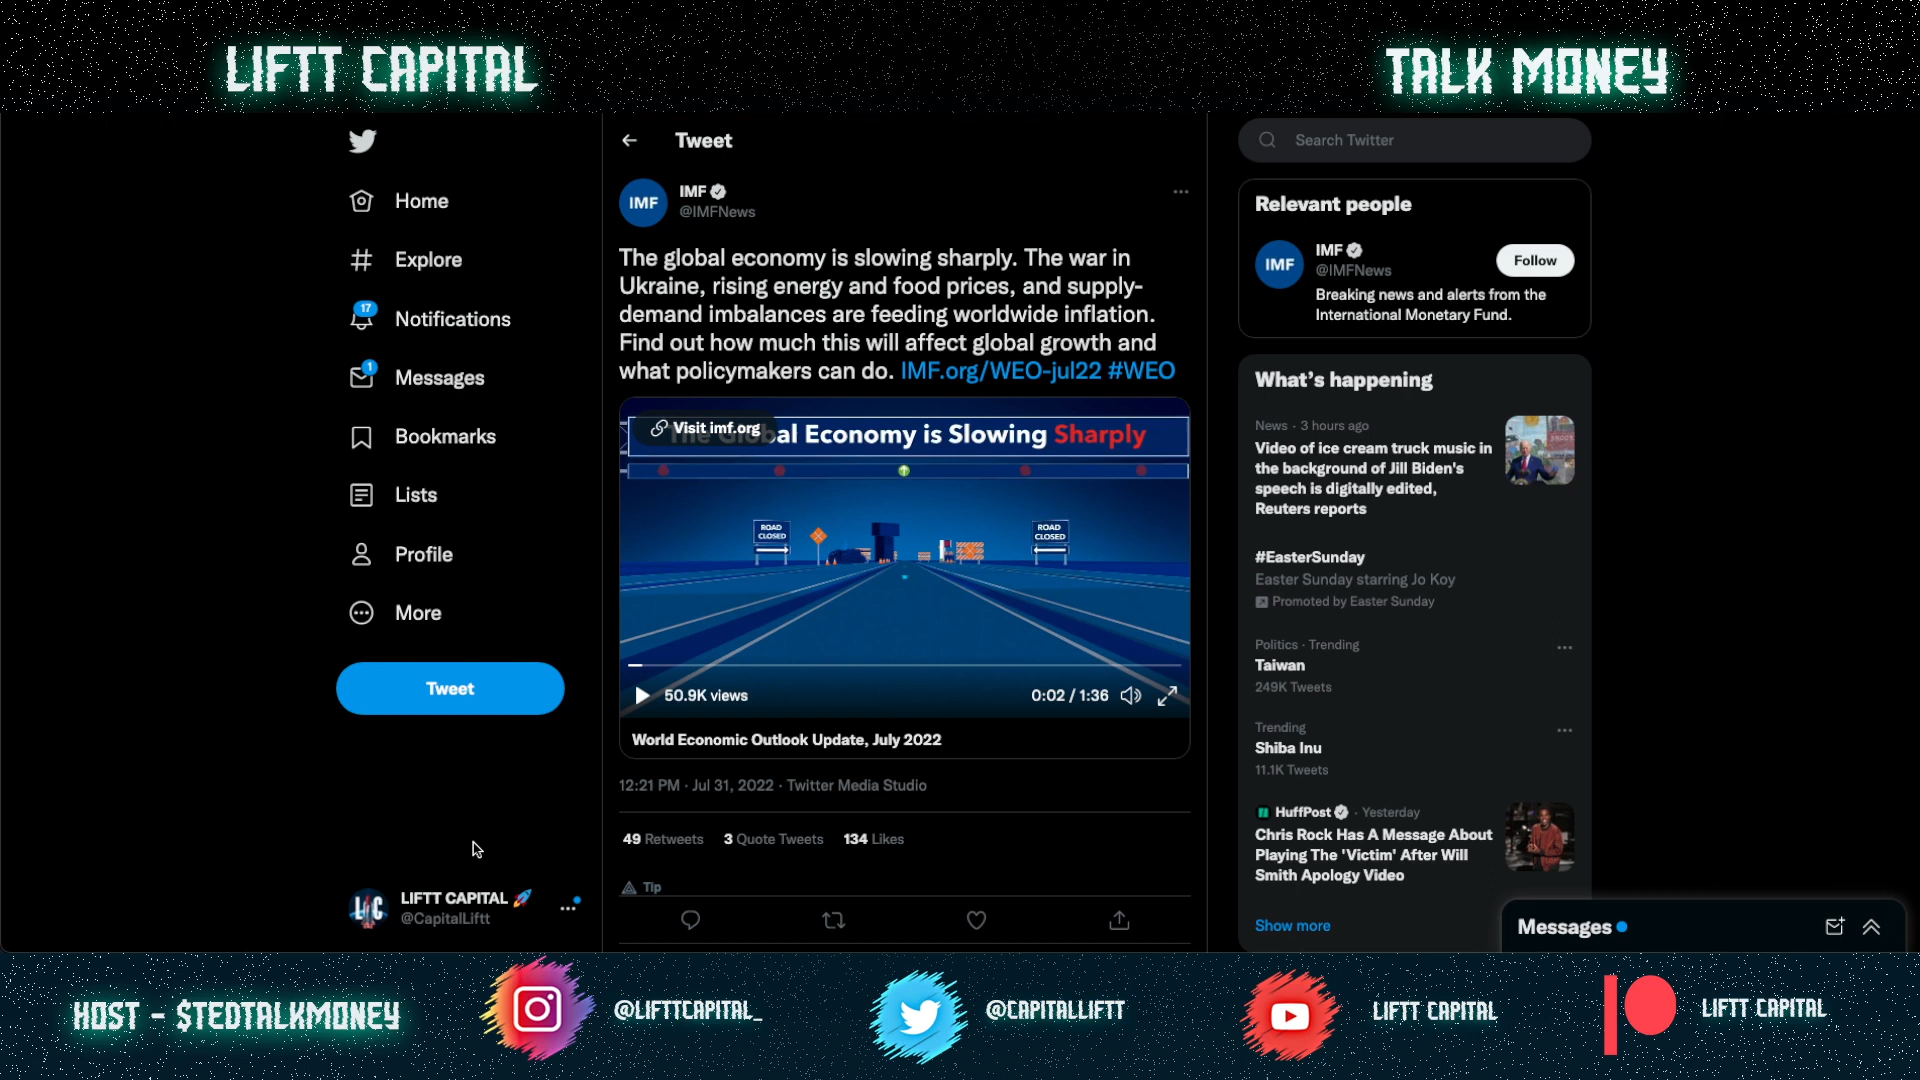 LIFTT CAPITAL
TALK MONEY
Home
Explore
17
Notifications
1
Messages
Bookmarks
Lists
Profile
More
Tweet
LIFTT CAPITAL 🚀
@CapitalLiftt
Tweet
IMF
IMF
@IMFNews
The global economy is slowing sharply. The war in
Ukraine, rising energy and food prices, and supply-
demand imbalances are feeding worldwide inflation.
Find out how much this will affect global growth and
what policymakers can do. IMF.org/WEO-jul22 #WEO
Visit imf.org
The Global Economy is Slowing Sharply
ROAD
CLOSED
ROAD
CLOSED
50.9K views
0:02 / 1:36
World Economic Outlook Update, July 2022
12:21 PM · Jul 31, 2022 · Twitter Media Studio
49 Retweets 3 Quote Tweets 134 Likes
Tip
Search Twitter
Relevant people
IMF
IMF
@IMFNews
Follow
Breaking news and alerts from the
International Monetary Fund.
What's happening
News · 3 hours ago
Video of ice cream truck music in
the background of Jill Biden's
speech is digitally edited,
Reuters reports
#EasterSunday
Easter Sunday starring Jo Koy
Promoted by Easter Sunday
Politics · Trending
Taiwan
249K Tweets
Trending
Shiba Inu
11.1K Tweets
HuffPost · Yesterday
Chris Rock Has A Message About
Playing The 'Victim' After Will
Smith Apology Video
Show more
Messages
HOST - $TEDTALKMONEY
@LIFTTCAPITAL_
@CAPITALLIFTT
LIFTT CAPITAL
LIFTT CAPITAL